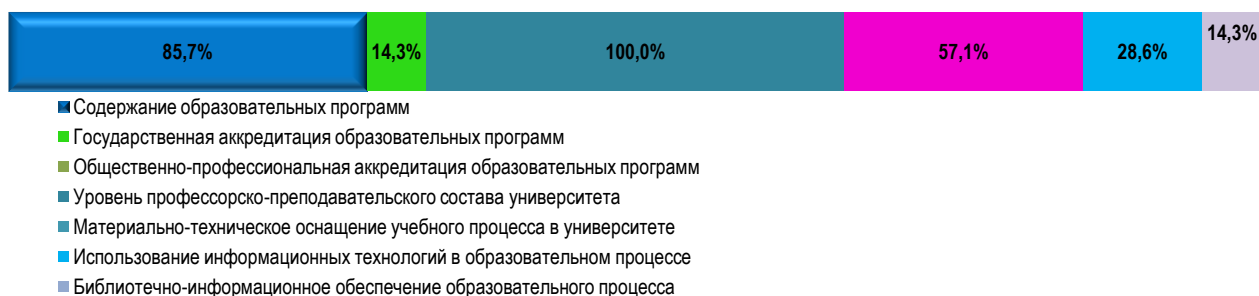 85,7%
14,3%
100,0%
57,1%
28,6%
14,3%
Содержание образовательных программ
Государственная аккредитация образовательных программ
Общественно-профессиональная аккредитация образовательных программ
Уровень профессорско-преподавательского состава университета
Материально-техническое оснащение учебного процесса в университете
Использование информационных технологий в образовательном процессе
Библиотечно-информационное обеспечение образовательного процесса